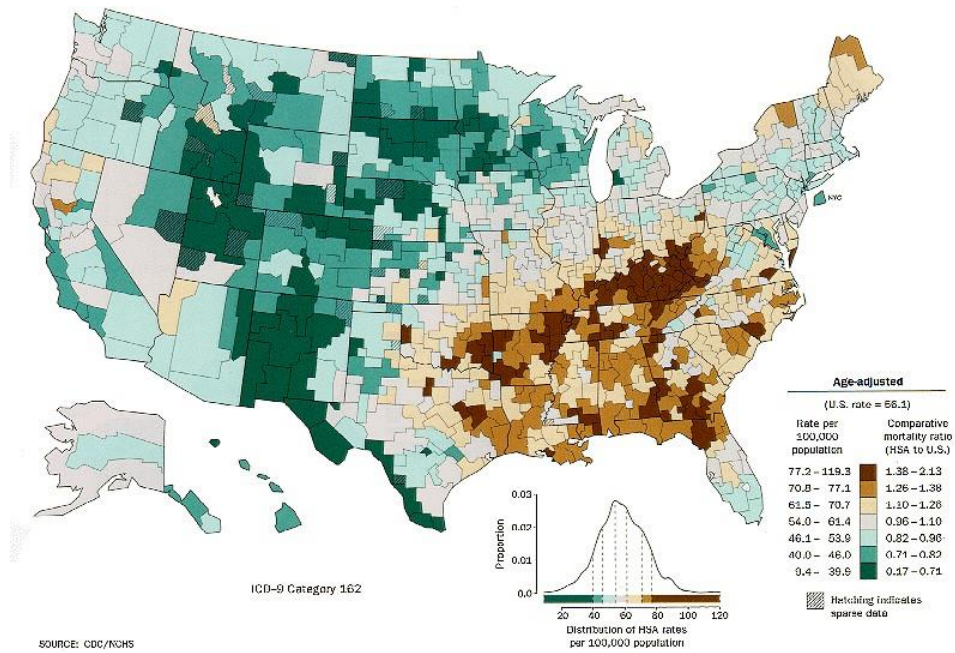 NYC
Age-adjusted
(U.S. rate = 56.1)
Rate per
100,000
population
Comparative
mortality ratio
(HSA to U.S.)
77.2–119.3 1.38–2.13
70.8– 77.1 1.26–1.38
61.5– 70.7 1.10–1.26
54.0– 61.4 0.96–1.10
46.1– 53.9 0.82–0.96
40.0– 46.0 0.71–0.82
9.4– 39.9 0.17–0.71
Hatching indicates
sparse data
0.03
0.02
0.01
0.0
Proportion
20 40 60 80 100 120
Distribution of HSA rates
per 100,000 population
ICD–9 Category 162
SOURCE: CDC/NCHS